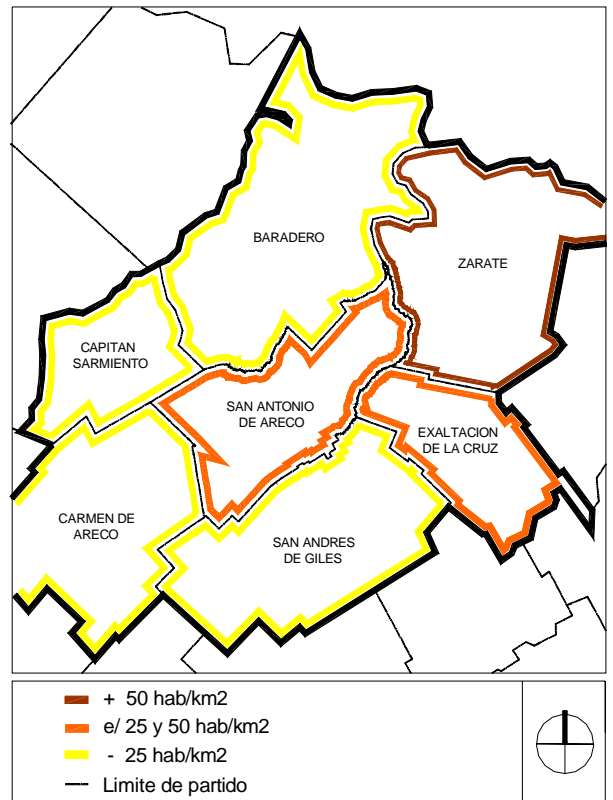 BARADERO
ZARATE
CAPITAN
SARMIENTO
SAN ANTONIO
DE ARECO
EXALTACION
DE LA CRUZ
CARMEN DE
ARECO
SAN ANDRES
DE GILES
+ 50 hab/km2
e/ 25 y 50 hab/km2
- 25 hab/km2
Limite de partido